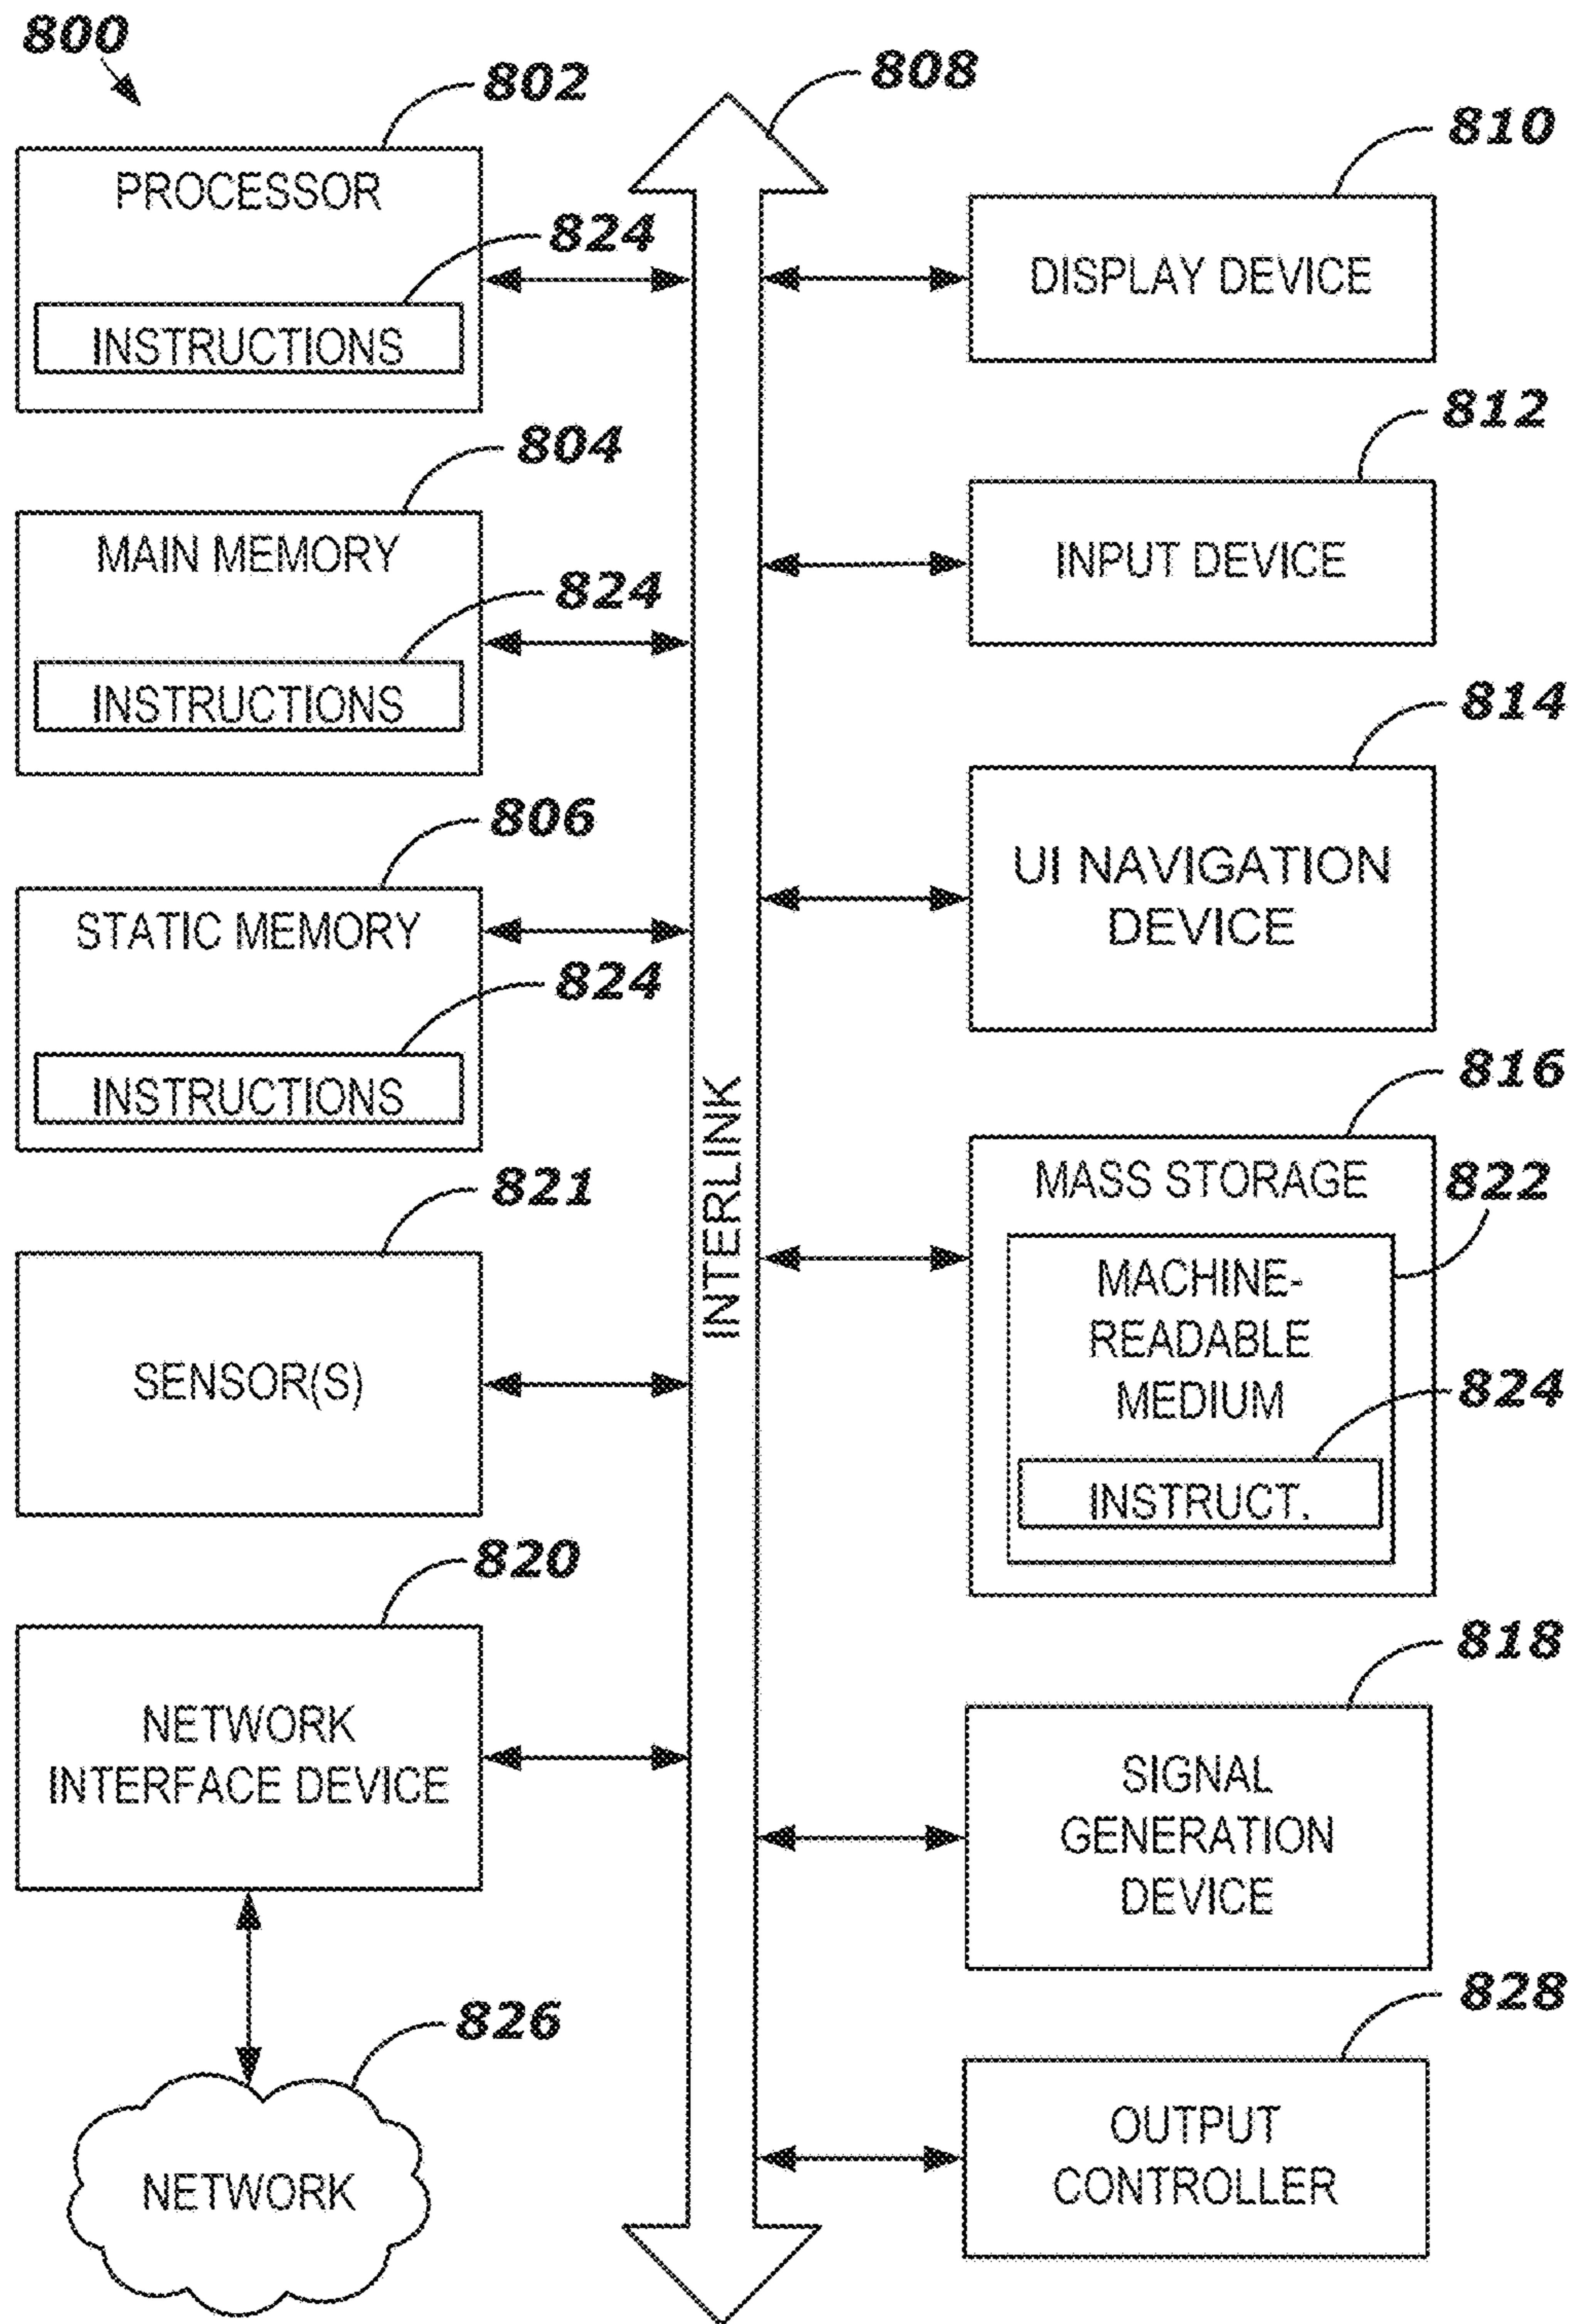 800
802
PROCESSOR
824
INSTRUCTIONS
804
MAIN MEMORY
824
INSTRUCTIONS
806
STATIC MEMORY
824
INSTRUCTIONS
821
SENSOR(S)
820
NETWORK
INTERFACE DEVICE
826
NETWORK
808
INTERLINK
810
DISPLAY DEVICE
812
INPUT DEVICE
814
UI NAVIGATION
DEVICE
816
MASS STORAGE
822
MACHINE-
READABLE
MEDIUM
824
INSTRUCT.
818
SIGNAL
GENERATION
DEVICE
828
OUTPUT
CONTROLLER